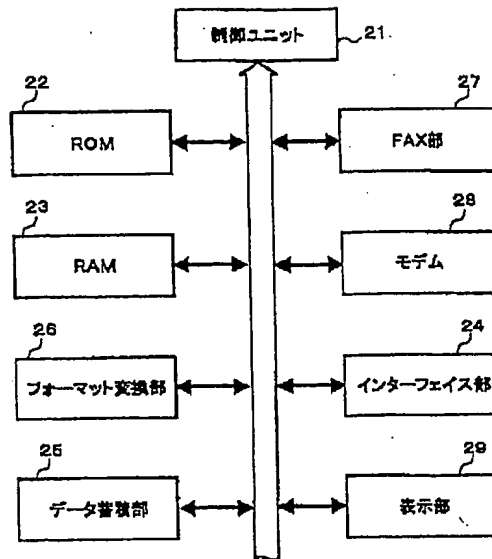 制御ユニット
21
22
ROM
27
FAX部
23
RAM
28
モデム
26
フォーマット変換部
24
インターフェイス部
25
データ蓄積部
29
表示部